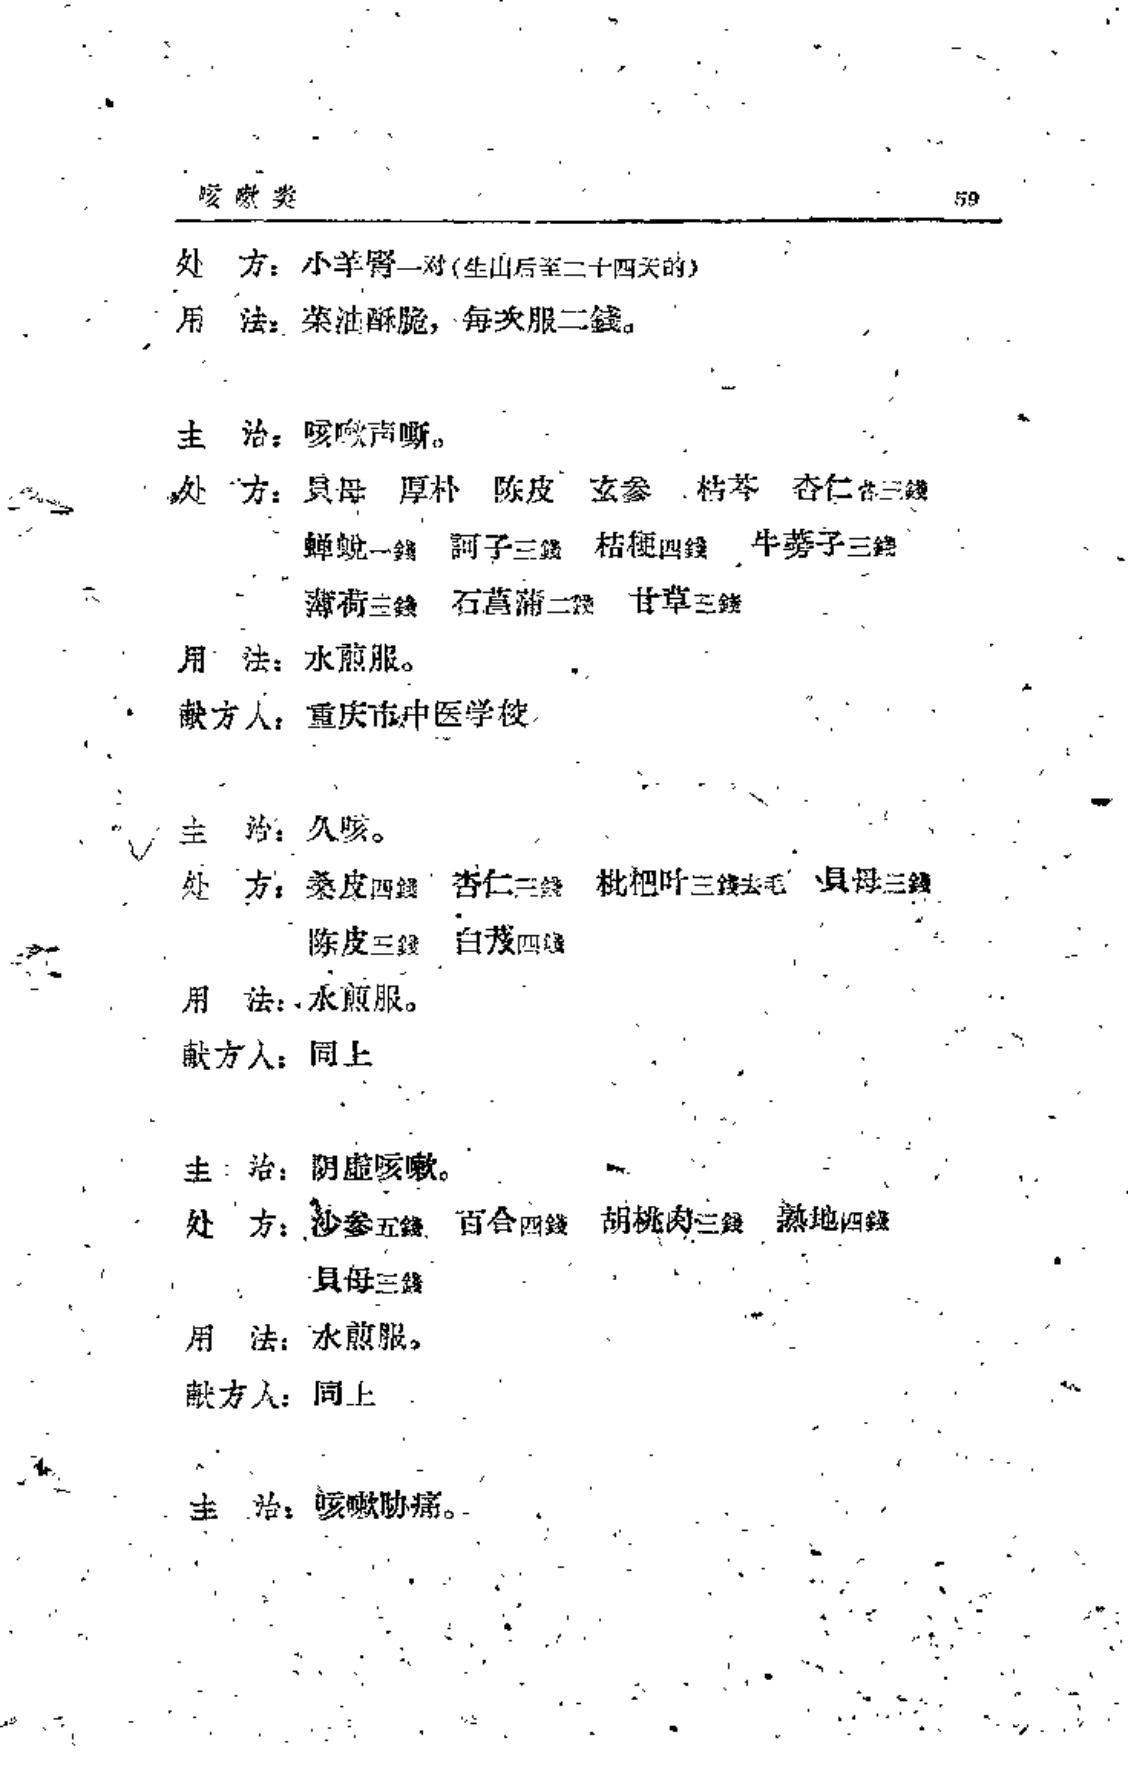 咳嗽类 59
处　方：小羊腎一对(生山后至二十四天的)
用　法：菜油酥脆，每次服二錢。
主　治：咳嗽声嘶。
处　方：貝母　厚朴　陈皮　玄参　枯芩　杏仁各三錢
蝉蛻一錢　訶子三錢　桔梗四錢　牛蒡子三錢
薄荷三錢　石菖蒲二錢　甘草三錢
用　法：水煎服。
献方人：重庆市中医学校
主　治：久咳。
处　方：桑皮四錢　杏仁三錢　枇杷叶三錢去毛　貝母三錢
陈皮三錢　白芨四錢
用　法：水煎服。
献方人：同上
主　治：阴虛咳嗽。
处　方：沙参五錢　百合四錢　胡桃肉三錢　熟地四錢
貝母三錢
用　法：水煎服。
献方人：同上
主　治：咳嗽胁痛。